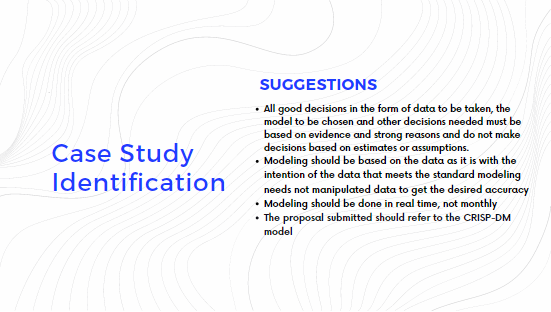 Case Study
Identification
SUGGESTIONS
• All good decisions in the form of data to be taken, the
model to be chosen and other decisions needed must be
based on evidence and strong reasons and do not make
decisions based on estimates or assumptions.
• Modeling should be based on the data as it is with the
intention of the data that meets the standard modeling
needs not manipulated data to get the desired accuracy
• Modeling should be done in real time, not monthly
• The proposal submitted should refer to the CRISP-DM
model